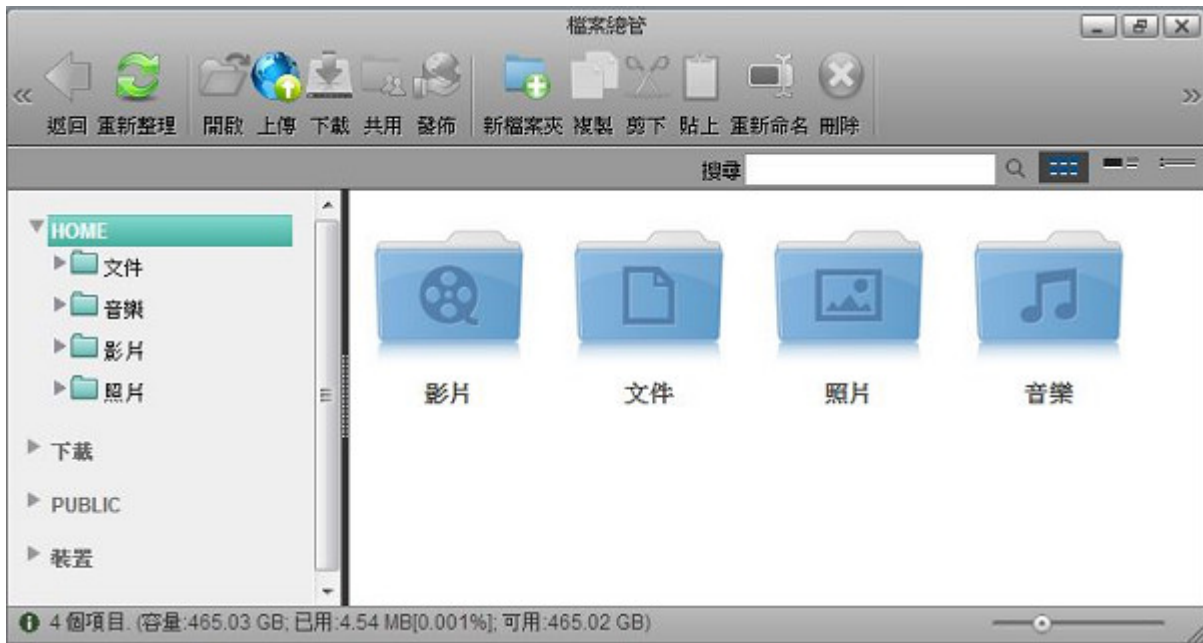 檔案總管
返回 重新整理 開啟 上傳 下載 共用 發佈 新檔案夾 複製 剪下 貼上 重新命名 刪除
搜尋
HOME
文件
音樂
影片
照片
下載
PUBLIC
裝置
影片 文件 照片 音樂
4 個項目. (容量:465.03 GB; 已用:4.54 MB[0.001%]; 可用:465.02 GB)